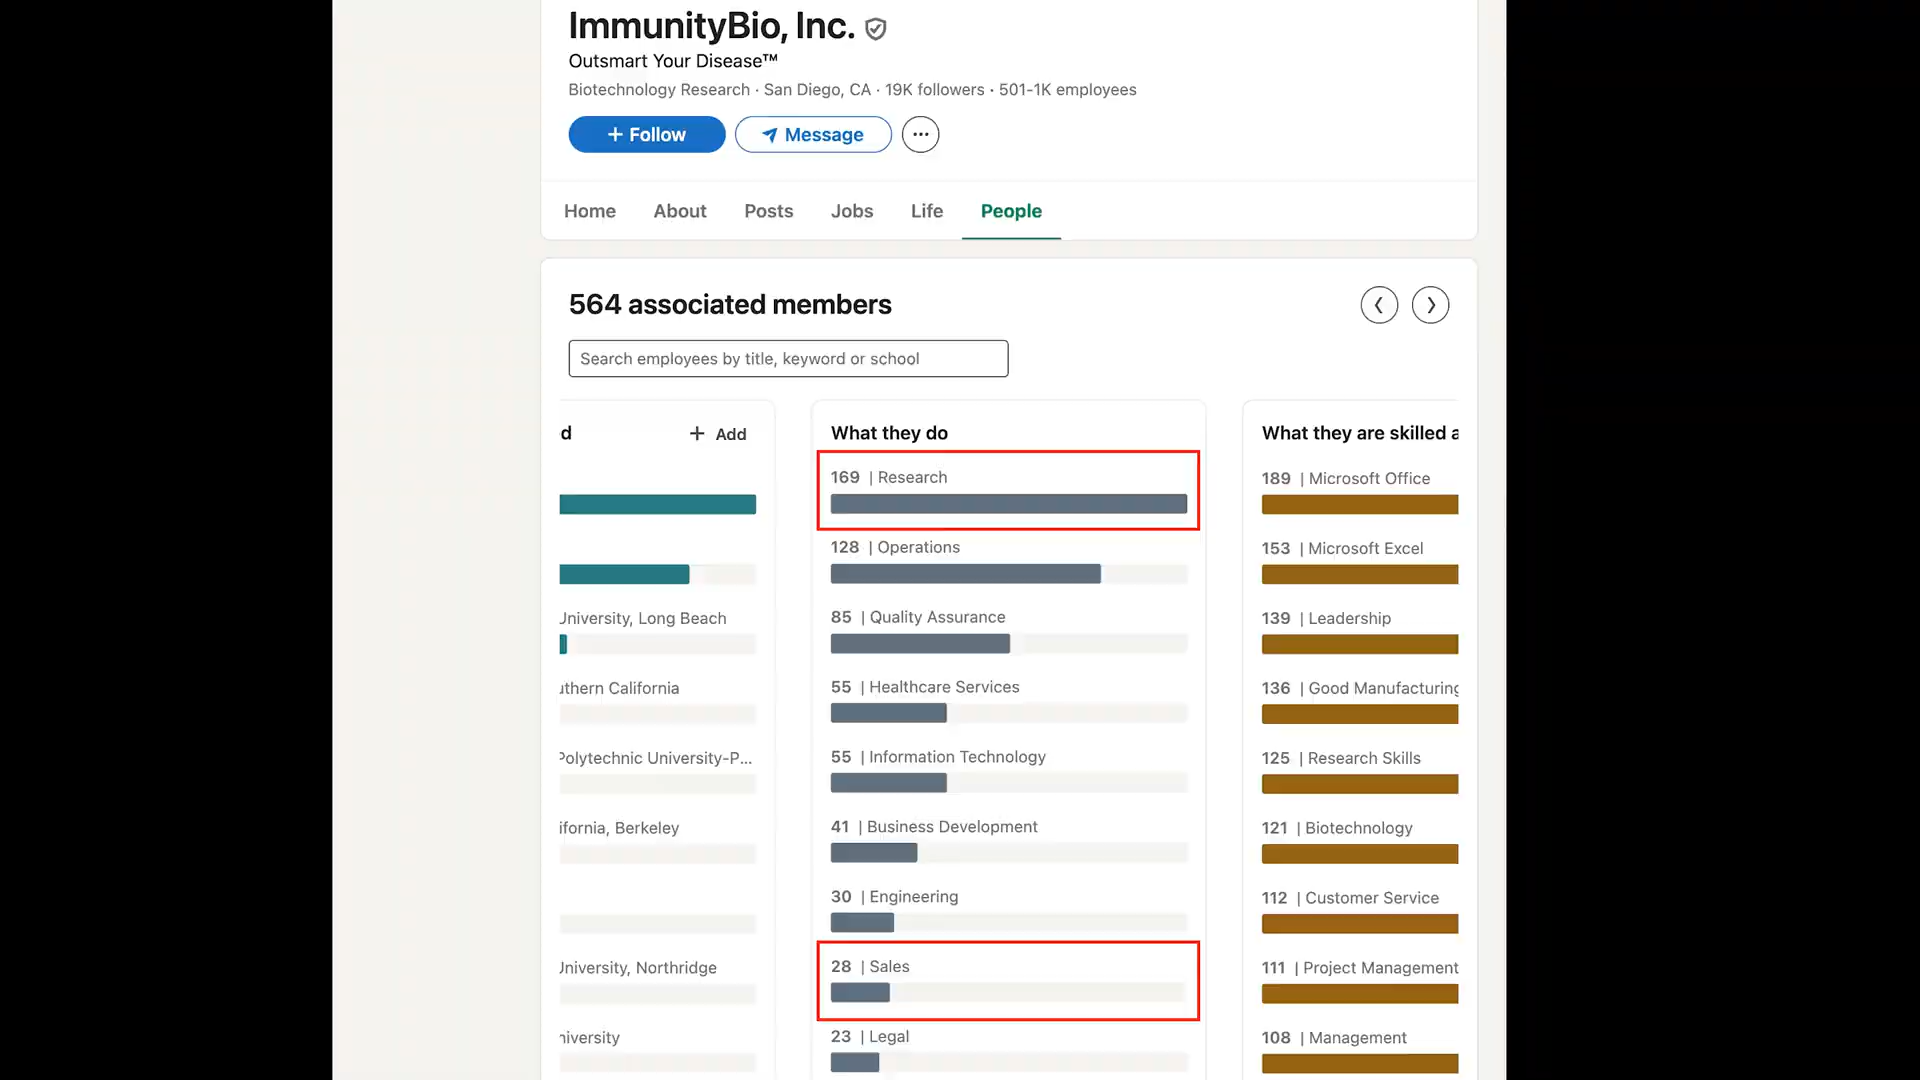 ImmunityBio, Inc.
Outsmart Your Disease™
Biotechnology Research · San Diego, CA · 19K followers • 501-1K employees
+ Follow
Message
Home
About
Posts
Jobs
Life
People
564 associated members
Search employees by title, keyword or school
d
+ Add
University, Long Beach
uthern California
Polytechnic University-P...
ifornia, Berkeley
University, Northridge
niversity
What they do
169 | Research
128 | Operations
85 | Quality Assurance
55 | Healthcare Services
55 | Information Technology
41 | Business Development
30 | Engineering
28 | Sales
23 | Legal
What they are skilled a
189 | Microsoft Office
153 | Microsoft Excel
139 | Leadership
136 | Good Manufacturing
125 | Research Skills
121 | Biotechnology
112 | Customer Service
111 | Project Management
108 | Management